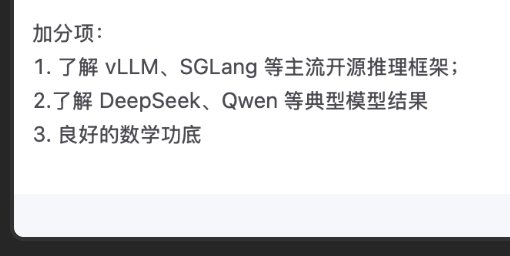 加分项：
1. 了解 vLLM、SGLang 等主流开源推理框架；
2.了解 DeepSeek、Qwen 等典型模型结果
3. 良好的数学功底